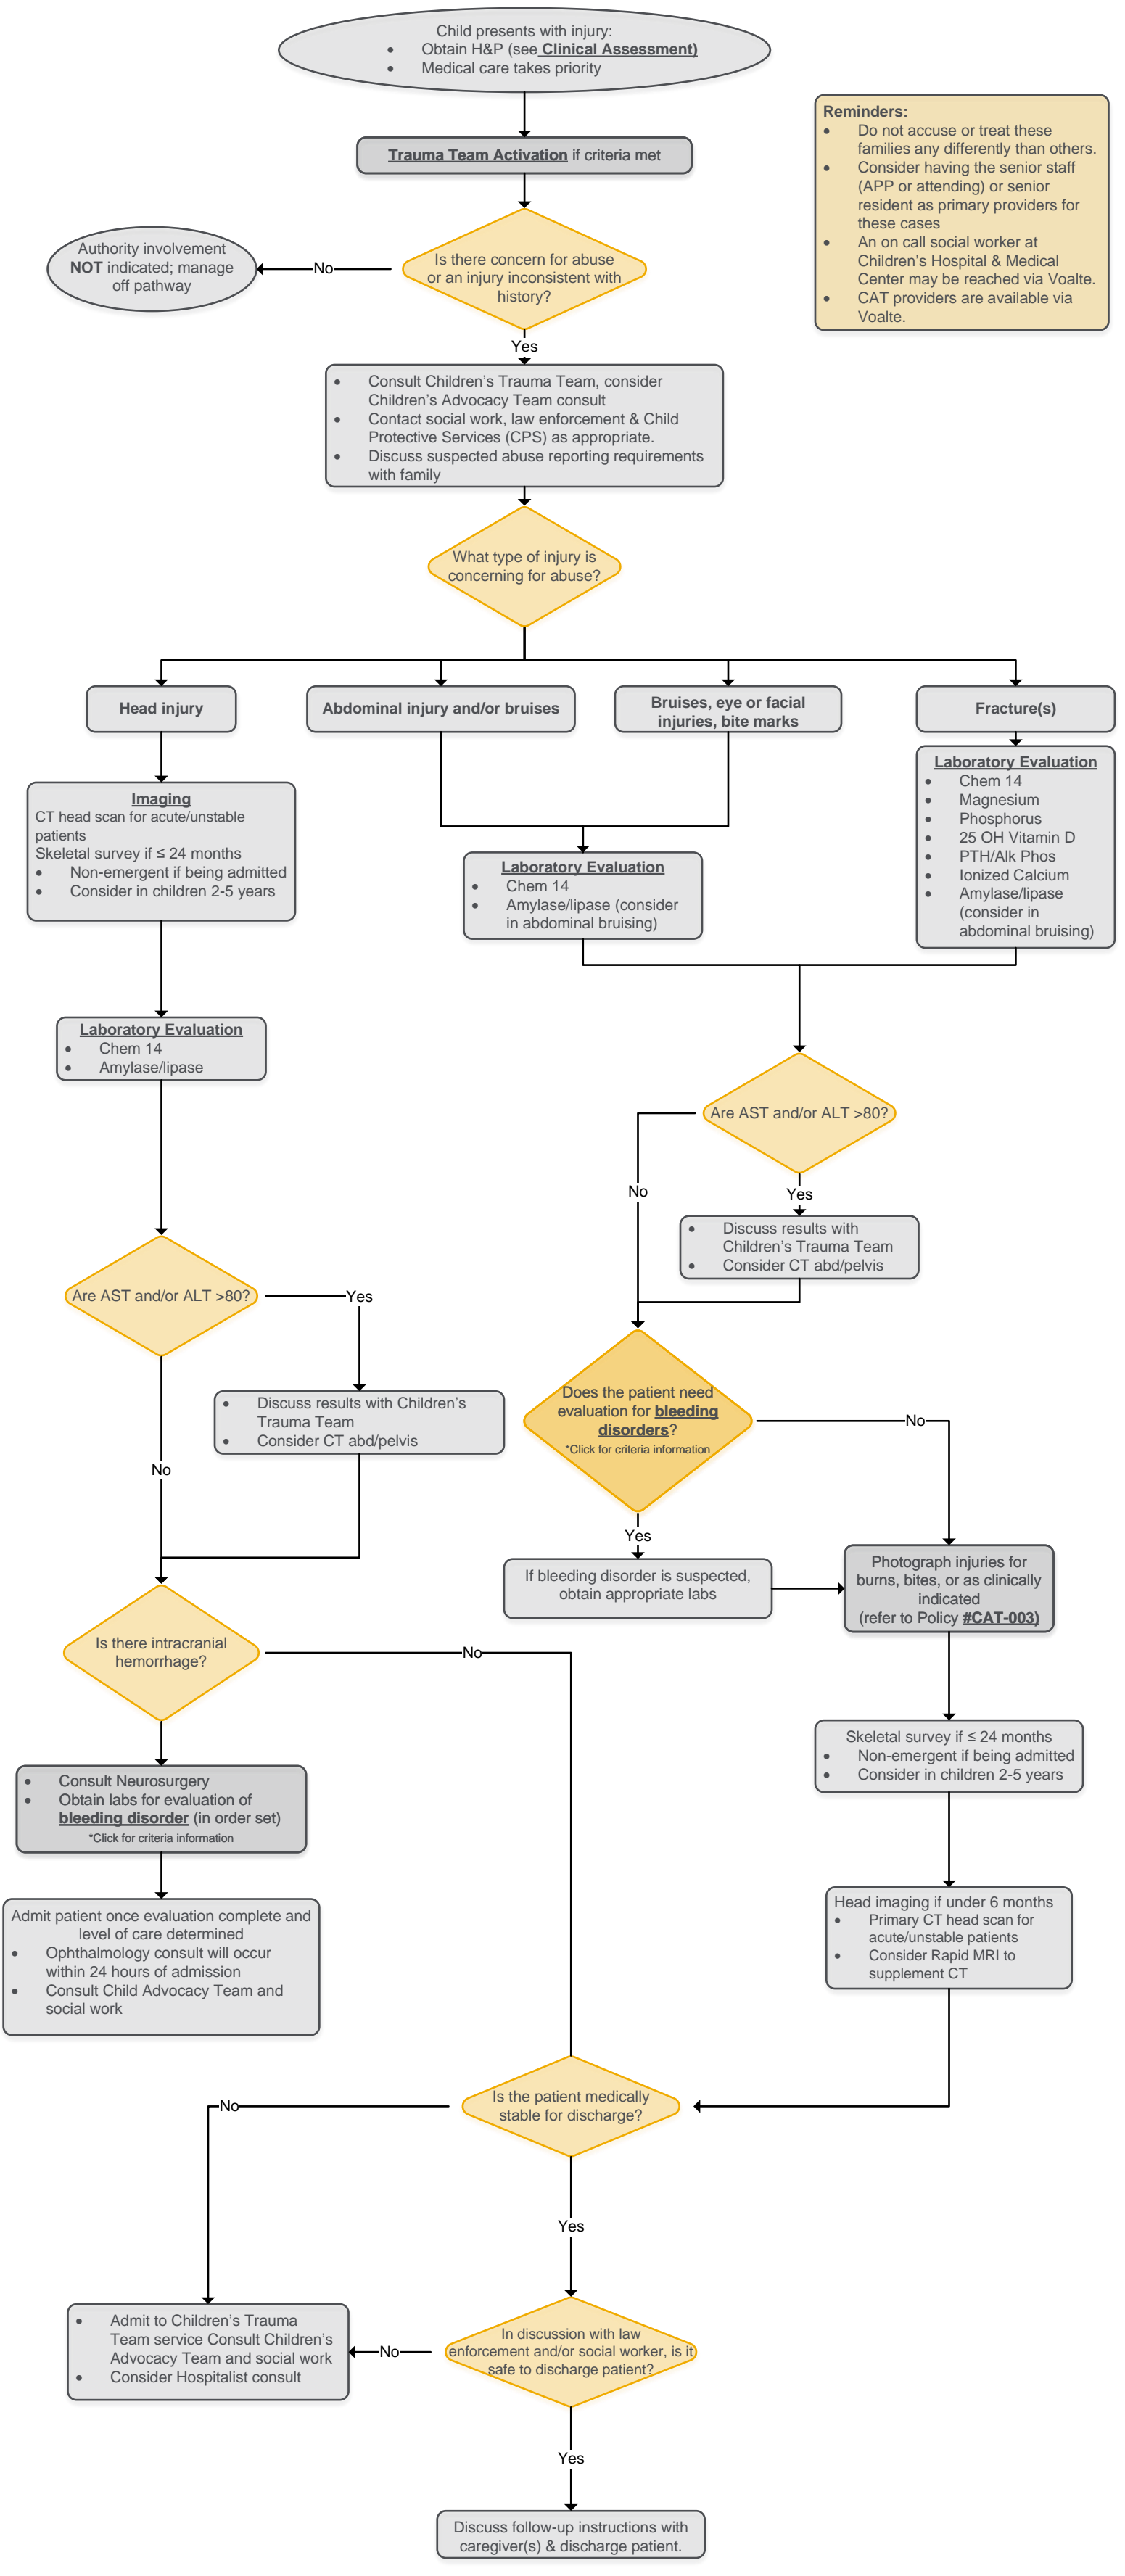 Child presents with injury:
• Obtain H&P (see Clinical Assessment)
• Medical care takes priority
Trauma Team Activation if criteria met
Reminders:
• Do not accuse or treat these
families any differently than others.
• Consider having the senior staff
(APP or attending) or senior
resident as primary providers for
these cases
• An on call social worker at
Children's Hospital & Medical
Center may be reached via Voalte.
• CAT providers are available via
Voalte.
Is there concern for abuse
or an injury inconsistent with
history?
No
Authority involvement
NOT indicated; manage
off pathway
Yes
• Consult Children's Trauma Team, consider
Children's Advocacy Team consult
• Contact social work, law enforcement & Child
Protective Services (CPS) as appropriate.
• Discuss suspected abuse reporting requirements
with family
What type of injury is
concerning for abuse?
Head injury
Abdominal injury and/or bruises
Bruises, eye or facial
injuries, bite marks
Fracture(s)
Imaging
CT head scan for acute/unstable
patients
Skeletal survey if ≤ 24 months
• Non-emergent if being admitted
• Consider in children 2-5 years
Laboratory Evaluation
• Chem 14
• Amylase/lipase (consider
in abdominal bruising)
Laboratory Evaluation
• Chem 14
• Magnesium
• Phosphorus
• 25 OH Vitamin D
• PTH/Alk Phos
• Ionized Calcium
• Amylase/lipase
(consider in
abdominal bruising)
Laboratory Evaluation
• Chem 14
• Amylase/lipase
Are AST and/or ALT >80?
No
Yes
• Discuss results with
Children's Trauma Team
• Consider CT abd/pelvis
Are AST and/or ALT >80?
Yes
• Discuss results with Children's
Trauma Team
• Consider CT abd/pelvis
No
Does the patient need
evaluation for bleeding
disorders?
*Click for criteria information
No
Yes
If bleeding disorder is suspected,
obtain appropriate labs
Photograph injuries for
burns, bites, or as clinically
indicated
(refer to Policy #CAT-003)
Is there intracranial
hemorrhage?
No
Skeletal survey if ≤ 24 months
• Non-emergent if being admitted
• Consider in children 2-5 years
• Consult Neurosurgery
• Obtain labs for evaluation of
bleeding disorder (in order set)
*Click for criteria information
Admit patient once evaluation complete and
level of care determined
• Ophthalmology consult will occur
within 24 hours of admission
• Consult Child Advocacy Team and
social work
Head imaging if under 6 months
• Primary CT head scan for
acute/unstable patients
• Consider Rapid MRI to
supplement CT
Is the patient medically
stable for discharge?
No
Yes
• Admit to Children's Trauma
Team service Consult Children's
Advocacy Team and social work
• Consider Hospitalist consult
No
In discussion with law
enforcement and/or social worker, is it
safe to discharge patient?
Yes
Discuss follow-up instructions with
caregiver(s) & discharge patient.